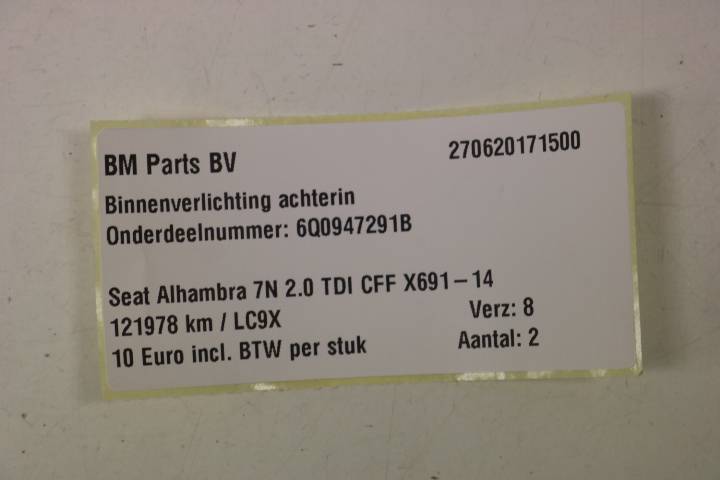 BM Parts BV 270620171500
Binnenverlichting achterin
Onderdeelnummer: 6Q0947291B
Seat Alhambra 7N 2.0 TDI CFF X691-14
121978 km / LC9X Verz: 8
10 Euro incl. BTW per stuk Aantal: 2